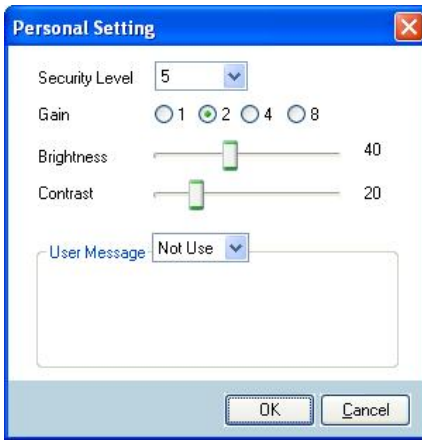 Personal Setting
Security Level 5
Gain 1 2 4 8
Brightness 40
Contrast 20
User Message Not Use
OK Cancel